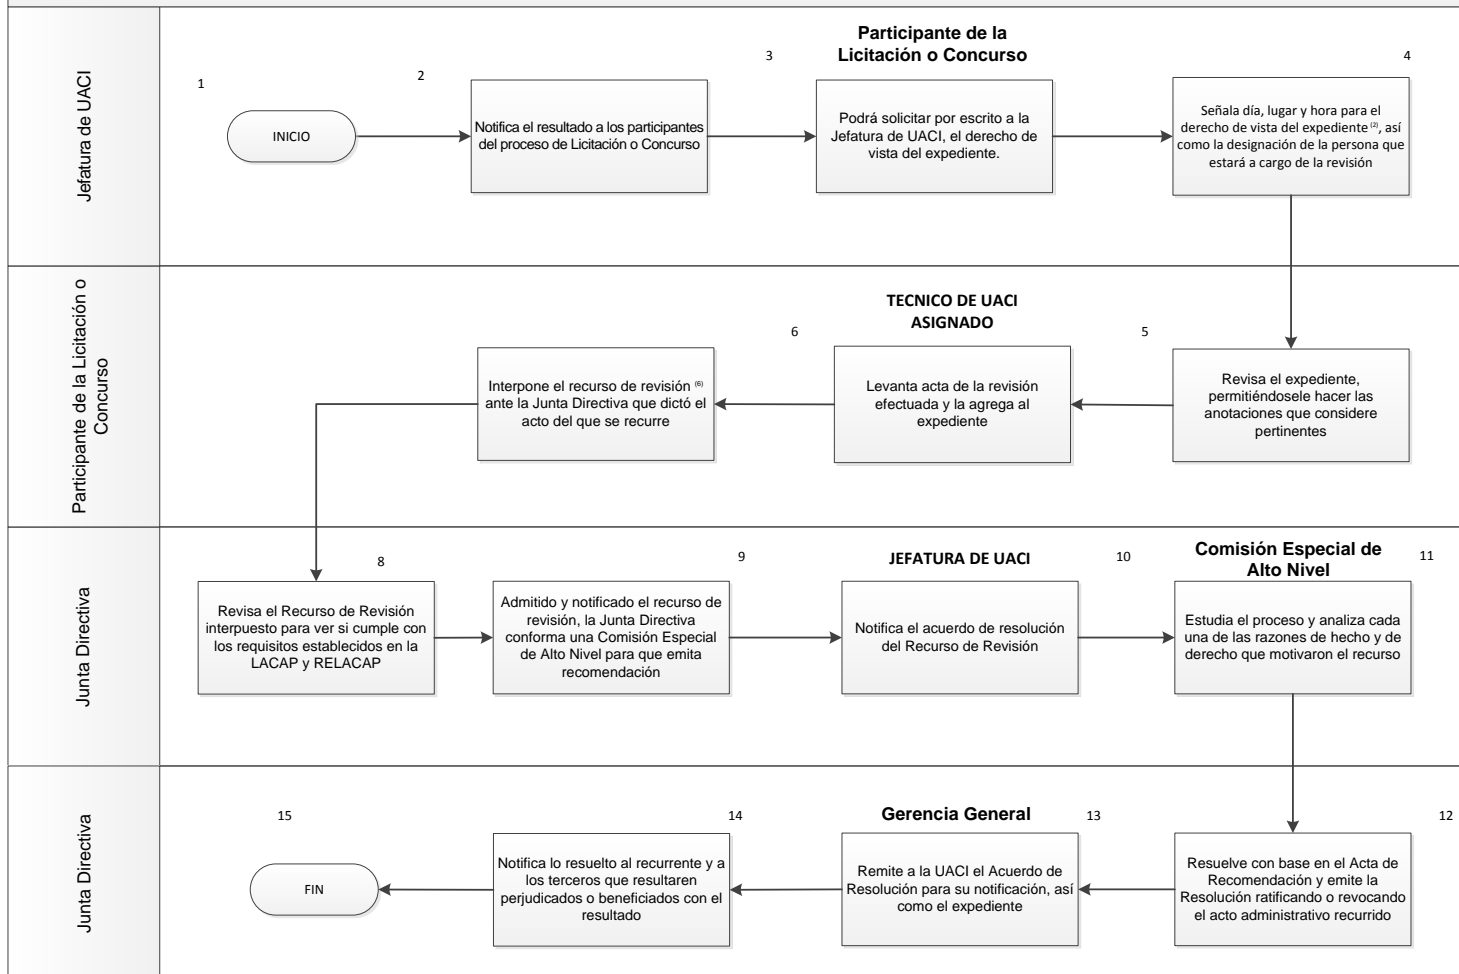 Jefatura de UACI
1
INICIO
2
Notifica el resultado a los participantes
del proceso de Licitación o Concurso
3
Participante de la
Licitación o Concurso
Podrá solicitar por escrito a la
Jefatura de UACI, el derecho de
vista del expediente.
4
Señala día, lugar y hora para el
derecho de vista del expediente (2), así
como la designación de la persona que
estará a cargo de la revisión
Participante de la Licitación o
Concurso
5
Revisa el expediente,
permitiéndosele hacer las
anotaciones que considere
pertinentes
TECNICO DE UACI
ASIGNADO
6
Levanta acta de la revisión
efectuada y la agrega al
expediente
Interpone el recurso de revisión (6)
ante la Junta Directiva que dictó el
acto del que se recurre
Junta Directiva
8
Revisa el Recurso de Revisión
interpuesto para ver si cumple con
los requisitos establecidos en la
LACAP y RELACAP
9
Admitido y notificado el recurso de
revisión, la Junta Directiva
conforma una Comisión Especial
de Alto Nivel para que emita
recomendación
JEFATURA DE UACI
10
Notifica el acuerdo de resolución
del Recurso de Revisión
Comisión Especial de
Alto Nivel
11
Estudia el proceso y analiza cada
una de las razones de hecho y de
derecho que motivaron el recurso
Junta Directiva
12
Resuelve con base en el Acta de
Recomendación y emite la
Resolución ratificando o revocando
el acto administrativo recurrido
Gerencia General
13
Remite a la UACI el Acuerdo de
Resolución para su notificación, así
como el expediente
14
Notifica lo resuelto al recurrente y a
los terceros que resultaren
perjudicados o beneficiados con el
resultado
15
FIN